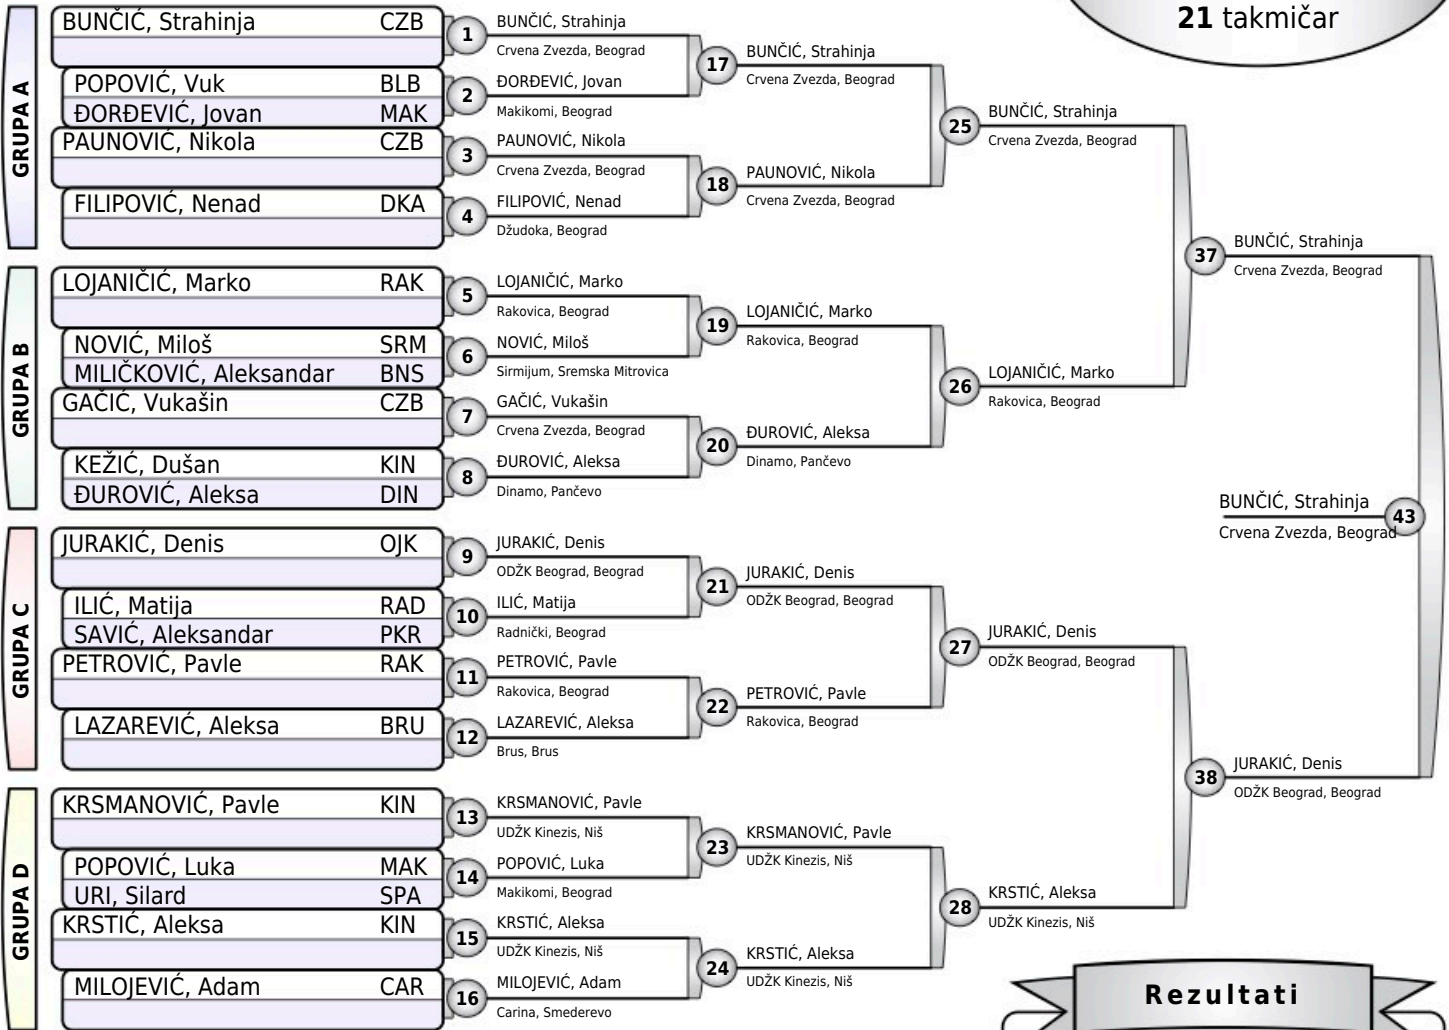 21 takmičar
GRUPA A
BUNČIĆ, Strahinja CZB
POPOVIĆ, Vuk BLB
ĐORĐEVIĆ, Jovan MAK
PAUNOVIĆ, Nikola CZB
FILIPOVIĆ, Nenad DKA
GRUPA B
LOJANIČIĆ, Marko RAK
NOVIĆ, Miloš SRM
MILIČKOVIĆ, Aleksandar BNS
GAČIĆ, Vukašin CZB
KEŽIĆ, Dušan KIN
ĐUROVIĆ, Aleksa DIN
GRUPA C
JURAKIĆ, Denis OJK
ILIĆ, Matija RAD
SAVIĆ, Aleksandar PKR
PETROVIĆ, Pavle RAK
LAZAREVIĆ, Aleksa BRU
GRUPA D
KRSMANOVIĆ, Pavle KIN
POPOVIĆ, Luka MAK
URI, Silard SPA
KRSTIĆ, Aleksa KIN
MILOJEVIĆ, Adam CAR
1
BUNČIĆ, Strahinja
Crvena Zvezda, Beograd
2
ĐORĐEVIĆ, Jovan
Makikomi, Beograd
3
PAUNOVIĆ, Nikola
Crvena Zvezda, Beograd
4
FILIPOVIĆ, Nenad
Džudoka, Beograd
5
LOJANIČIĆ, Marko
Rakovica, Beograd
6
NOVIĆ, Miloš
Sirmijum, Sremska Mitrovica
7
GAČIĆ, Vukašin
Crvena Zvezda, Beograd
8
ĐUROVIĆ, Aleksa
Dinamo, Pančevo
9
JURAKIĆ, Denis
ODŽK Beograd, Beograd
10
ILIĆ, Matija
Radnički, Beograd
11
PETROVIĆ, Pavle
Rakovica, Beograd
12
LAZAREVIĆ, Aleksa
Brus, Brus
13
KRSMANOVIĆ, Pavle
UDŽK Kinezis, Niš
14
POPOVIĆ, Luka
Makikomi, Beograd
15
KRSTIĆ, Aleksa
UDŽK Kinezis, Niš
16
MILOJEVIĆ, Adam
Carina, Smederevo
17
BUNČIĆ, Strahinja
Crvena Zvezda, Beograd
18
PAUNOVIĆ, Nikola
Crvena Zvezda, Beograd
19
LOJANIČIĆ, Marko
Rakovica, Beograd
20
ĐUROVIĆ, Aleksa
Dinamo, Pančevo
21
JURAKIĆ, Denis
ODŽK Beograd, Beograd
22
PETROVIĆ, Pavle
Rakovica, Beograd
23
KRSMANOVIĆ, Pavle
UDŽK Kinezis, Niš
24
KRSTIĆ, Aleksa
UDŽK Kinezis, Niš
25
BUNČIĆ, Strahinja
Crvena Zvezda, Beograd
26
LOJANIČIĆ, Marko
Rakovica, Beograd
27
JURAKIĆ, Denis
ODŽK Beograd, Beograd
28
KRSTIĆ, Aleksa
UDŽK Kinezis, Niš
37
BUNČIĆ, Strahinja
Crvena Zvezda, Beograd
38
JURAKIĆ, Denis
ODŽK Beograd, Beograd
BUNČIĆ, Strahinja
43
Crvena Zvezda, Beograd
Rezultati